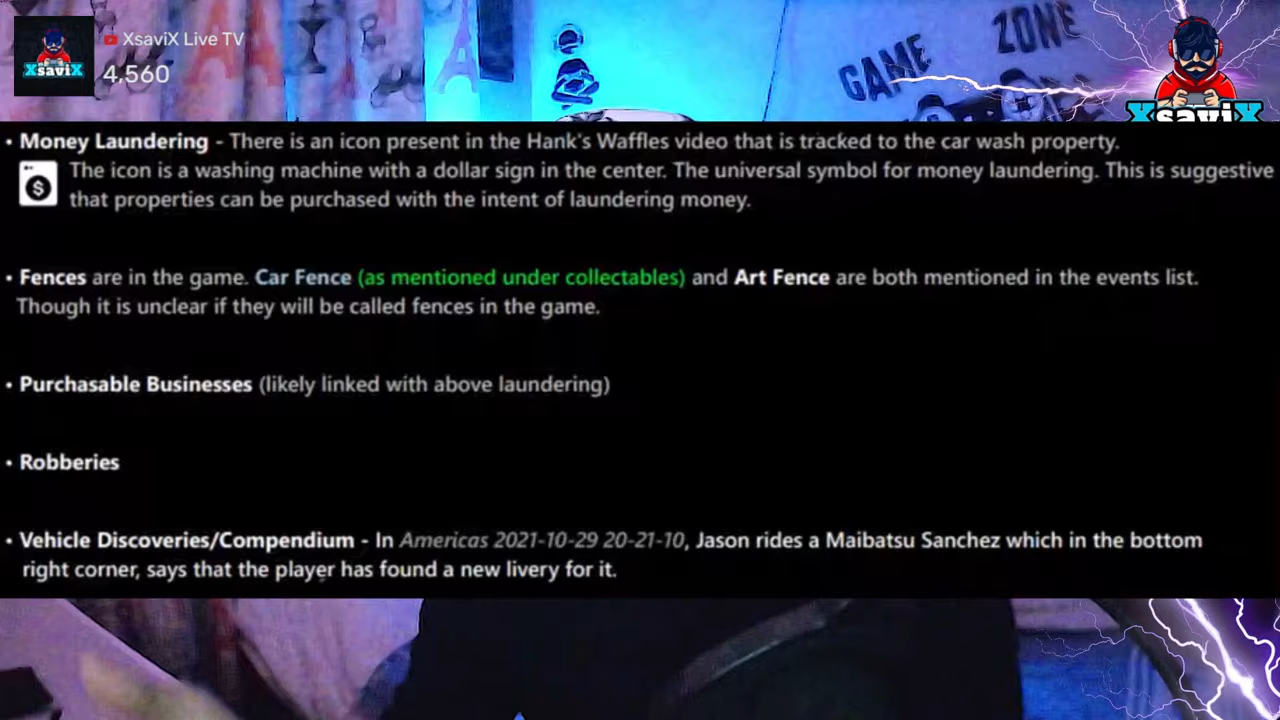 XsaviX Live TV
4,560
XsaviX
GAME
ZONE
XsaviX
• Money Laundering - There is an icon present in the Hank's Waffles video that is tracked to the car wash property.
The icon is a washing machine with a dollar sign in the center. The universal symbol for money laundering. This is suggestive
$
that properties can be purchased with the intent of laundering money.
• Fences are in the game. Car Fence (as mentioned under collectables) and Art Fence are both mentioned in the events list.
Though it is unclear if they will be called fences in the game.
• Purchasable Businesses (likely linked with above laundering)
• Robberies
• Vehicle Discoveries/Compendium - In Americas 2021-10-29 20-21-10, Jason rides a Maibatsu Sanchez which in the bottom
right corner, says that the player has found a new livery for it.
XsaviX